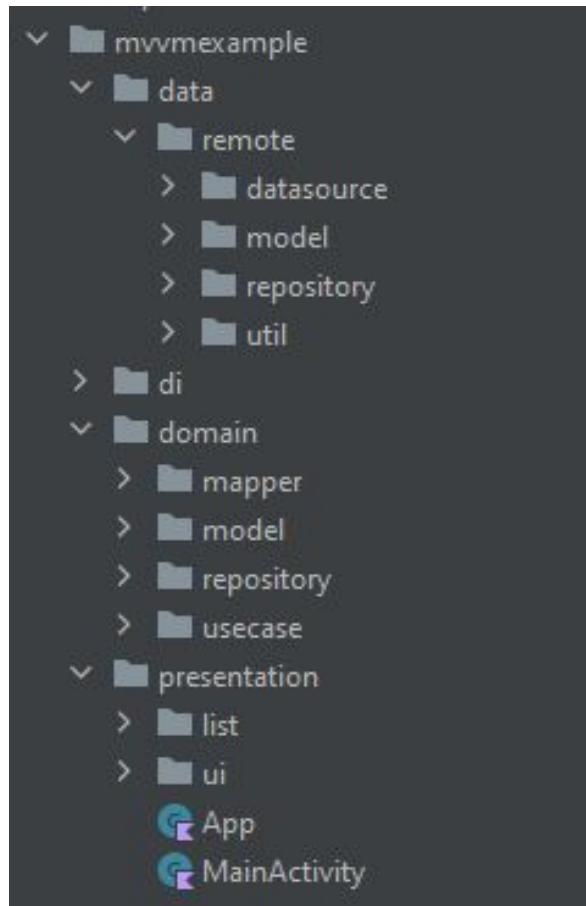 mvvmexample
data
remote
datasource
model
repository
util
di
domain
mapper
model
repository
usecase
presentation
list
ui
App
MainActivity